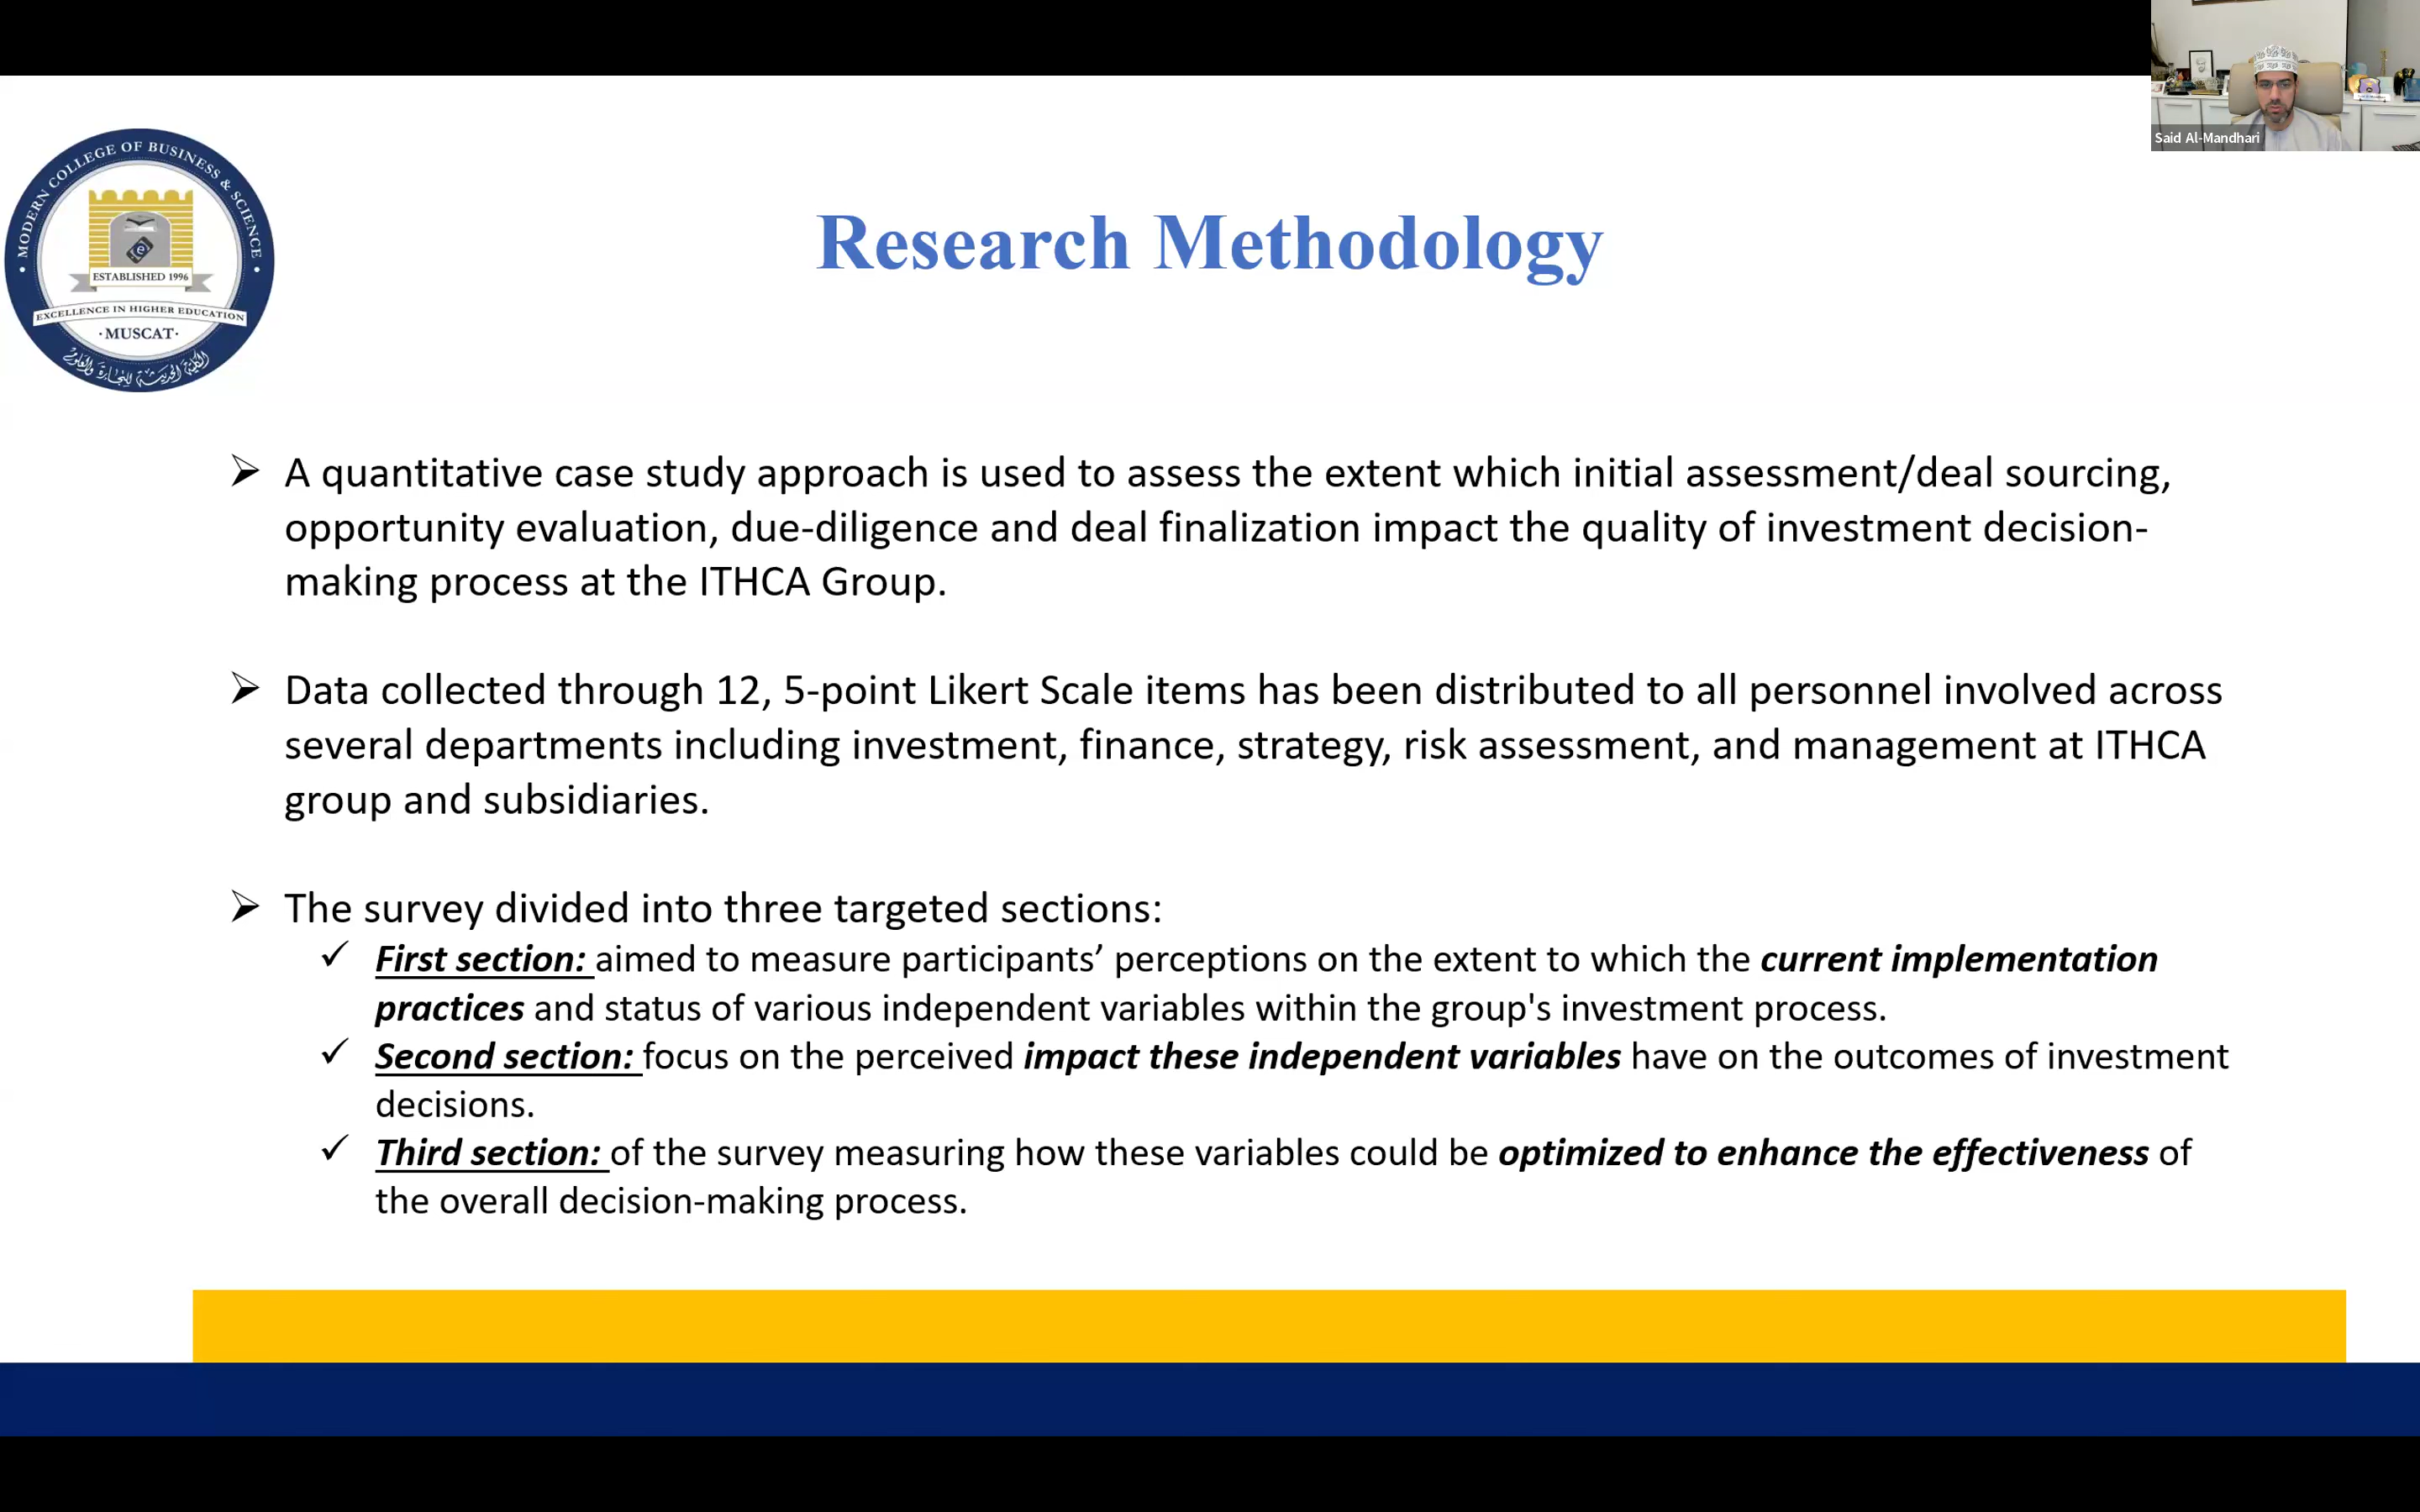 Said Al-Mandhari
MODERN COLLEGE OF BUSINESS & SCIENCE
ESTABLISHED 1996
EXCELLENCE IN HIGHER EDUCATION
·MUSCAT·
الكلية الحديثة للتجارة والعلوم
Research Methodology
➢ A quantitative case study approach is used to assess the extent which initial assessment/deal sourcing,
opportunity evaluation, due-diligence and deal finalization impact the quality of investment decision-
making process at the ITHCA Group.
➢ Data collected through 12, 5-point Likert Scale items has been distributed to all personnel involved across
several departments including investment, finance, strategy, risk assessment, and management at ITHCA
group and subsidiaries.
➢ The survey divided into three targeted sections:
✓ First section: aimed to measure participants’ perceptions on the extent to which the current implementation
practices and status of various independent variables within the group's investment process.
✓ Second section: focus on the perceived impact these independent variables have on the outcomes of investment
decisions.
✓ Third section: of the survey measuring how these variables could be optimized to enhance the effectiveness of
the overall decision-making process.